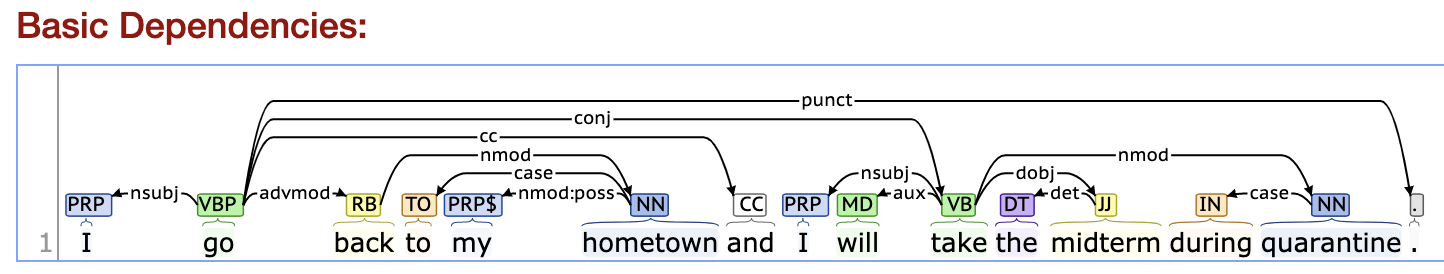 Basic Dependencies:
punct
conj
cc
nmod nmod
case nsubj dobj
PRP nsubj VBP advmod RB TO PRP$ nmod:poss NN CC PRP MD aux VB DT det JJ IN case NN .
1 I go back to my hometown and I will take the midterm during quarantine .